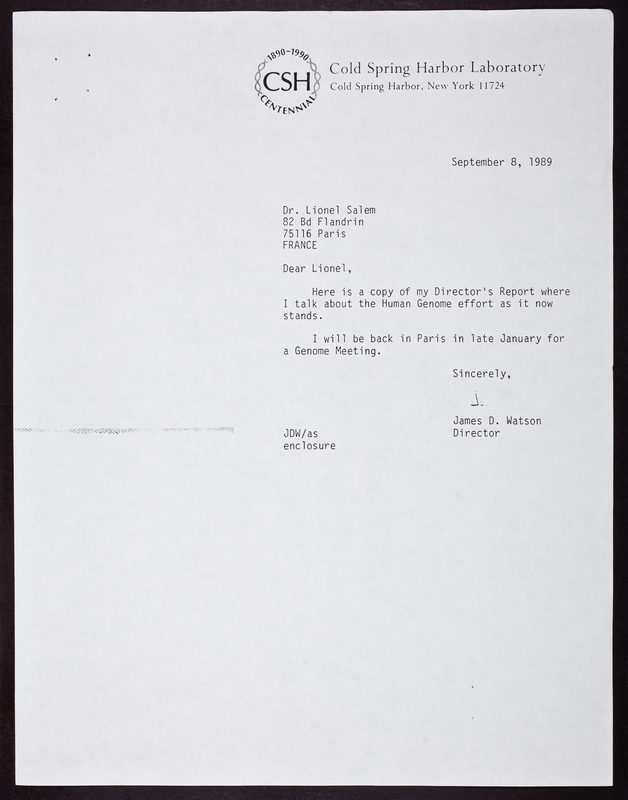 1890-1990
CSH
CENTENNIAL
Cold Spring Harbor Laboratory
Cold Spring Harbor, New York 11724
September 8, 1989
Dr. Lionel Salem
82 Bd Flandrin
75116 Paris
FRANCE
Dear Lionel,
Here is a copy of my Director's Report where
I talk about the Human Genome effort as it now
stands.
I will be back in Paris in late January for
a Genome Meeting.
Sincerely,
J.
James D. Watson
Director
JDW/as
enclosure